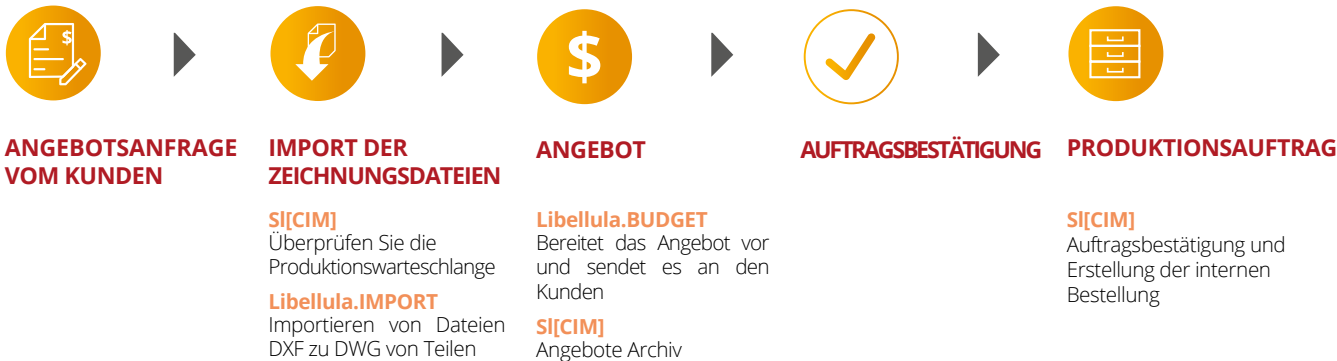 $
$
ANGEBOTSANFRAGE
VOM KUNDEN
IMPORT DER
ZEICHNUNGSDATEIEN
Sl[CIM]
Überprüfen Sie die
Produktionswarteschlange
Libellula.IMPORT
Importieren von Dateien
DXF zu DWG von Teilen
ANGEBOT
Libellula.BUDGET
Bereitet das Angebot vor
und sendet es an den
Kunden
Sl[CIM]
Angebote Archiv
AUFTRAGSBESTÄTIGUNG
PRODUKTIONSAUFTRAG
Sl[CIM]
Auftragsbestätigung und
Erstellung der internen
Bestellung